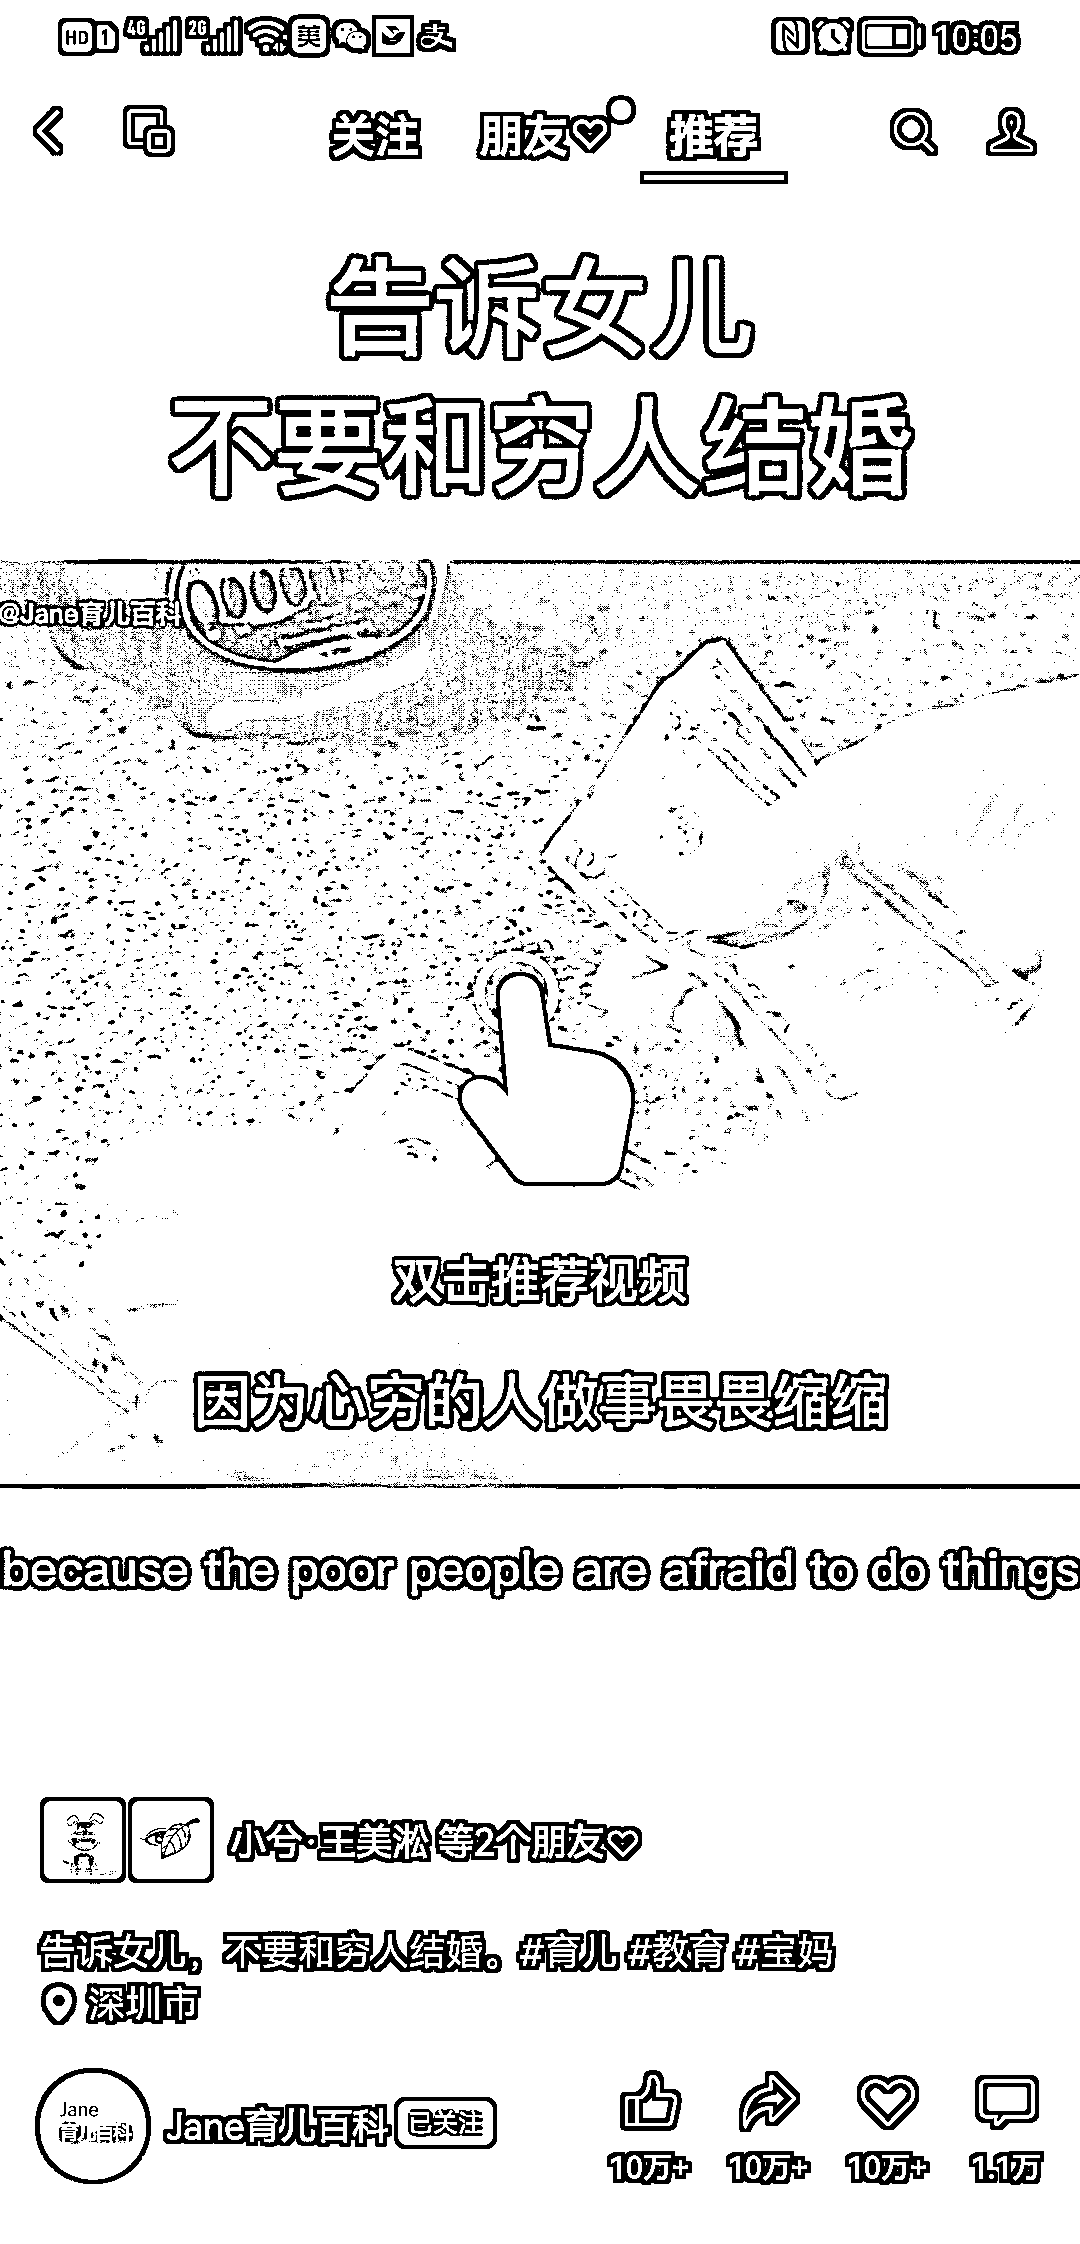 HD 1 4G 2G 英 支 10:05
关注 朋友♡ 推荐
告诉女儿
不要和穷人结婚
@Jane育儿百科
双击推荐视频
因为心穷的人做事畏畏缩缩
because the poor people are afraid to do things
小兮·王美淞 等2个朋友♡
告诉女儿，不要和穷人结婚。#育儿 #教育 #宝妈
深圳市
Jane
育儿百科
Jane育儿百科 已关注
10万+ 10万+ 10万+ 1.1万